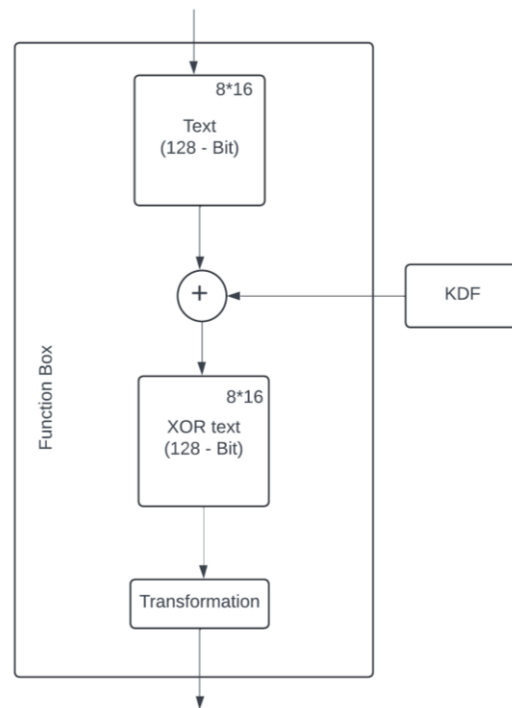 8*16
Text
(128 - Bit)
+
KDF
Function Box
8*16
XOR text
(128 - Bit)
Transformation